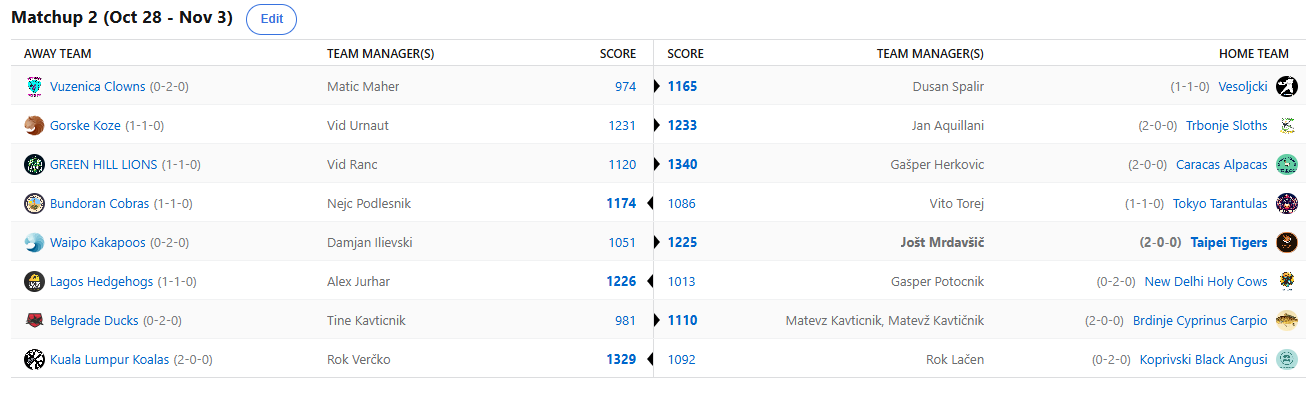 Matchup 2 (Oct 28 - Nov 3) Edit
AWAY TEAM TEAM MANAGER(S) SCORE SCORE TEAM MANAGER(S) HOME TEAM
Vuzenica Clowns (0-2-0) Matic Maher 974 1165 Dusan Spalir (1-1-0) Vesoljcki
Gorske Koze (1-1-0) Vid Urnaut 1231 1233 Jan Aquillani (2-0-0) Trbonje Sloths
GREEN HILL LIONS (1-1-0) Vid Ranc 1120 1340 Gašper Herkovic (2-0-0) Caracas Alpacas
Bundoran Cobras (1-1-0) Nejc Podlesnik 1174 1086 Vito Torej (1-1-0) Tokyo Tarantulas
Waipo Kakapoos (0-2-0) Damjan Ilievski 1051 1225 Jošt Mrdavšič (2-0-0) Taipei Tigers
Lagos Hedgehogs (1-1-0) Alex Jurhar 1226 1013 Gasper Potocnik (0-2-0) New Delhi Holy Cows
Belgrade Ducks (0-2-0) Tine Kavticnik 981 1110 Matevz Kavticnik, Matevž Kavtičnik (2-0-0) Brdinje Cyprinus Carpio
Kuala Lumpur Koalas (2-0-0) Rok Verčko 1329 1092 Rok Lačen (0-2-0) Koprivski Black Angusi